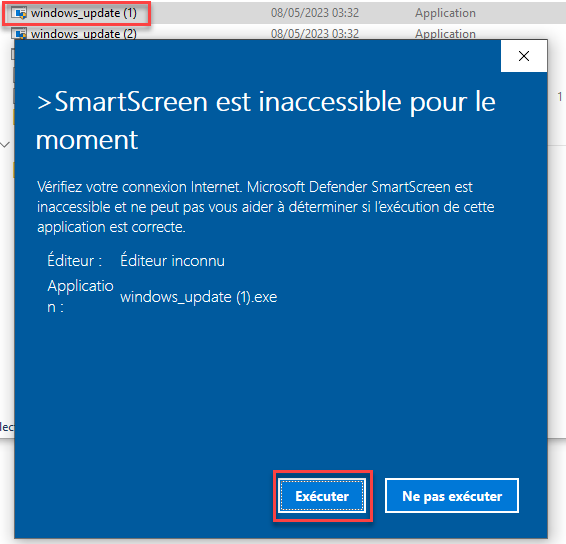 windows_update (1) 08/05/2023 03:32 Application
windows_update (2) 08/05/2023 03:32 Application
1
>SmartScreen est inaccessible pour le
moment
Vérifiez votre connexion Internet. Microsoft Defender SmartScreen est
inaccessible et ne peut pas vous aider à déterminer si l'exécution de cette
application est correcte.
Éditeur : Éditeur inconnu
Applicatio
n : windows_update (1).exe
lec
Exécuter Ne pas exécuter